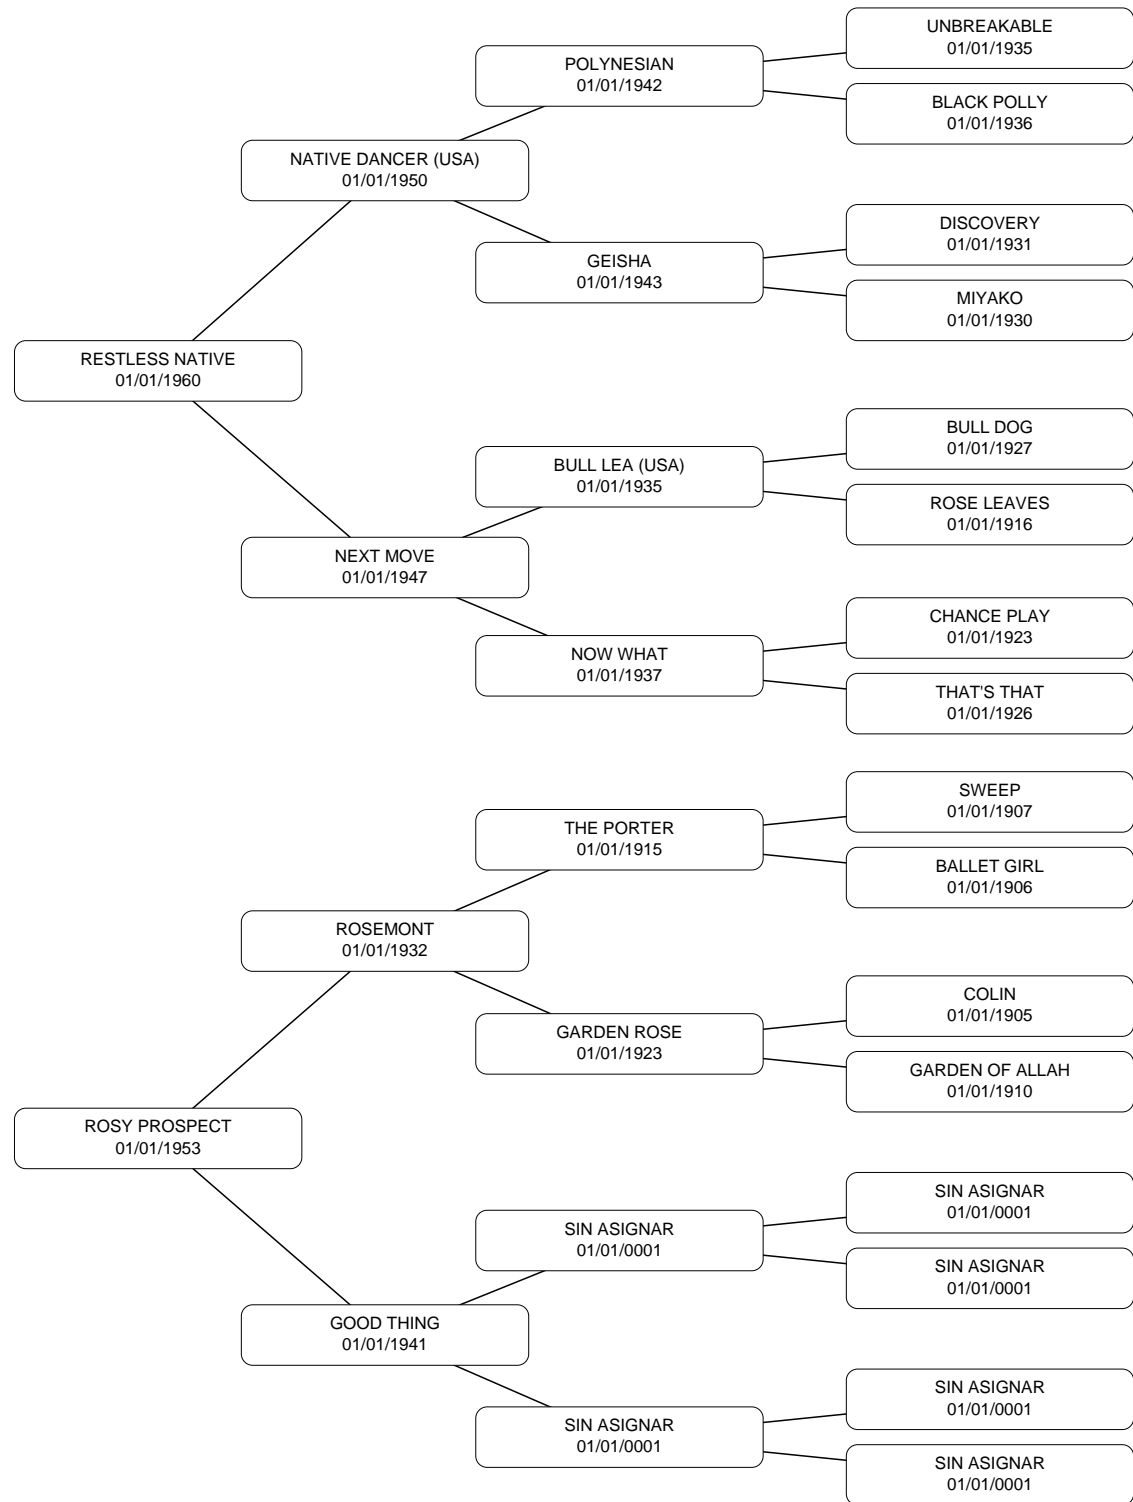 UNBREAKABLE
01/01/1935
POLYNESIAN
01/01/1942
BLACK POLLY
01/01/1936
NATIVE DANCER (USA)
01/01/1950
DISCOVERY
01/01/1931
GEISHA
01/01/1943
MIYAKO
01/01/1930
RESTLESS NATIVE
01/01/1960
BULL DOG
01/01/1927
BULL LEA (USA)
01/01/1935
ROSE LEAVES
01/01/1916
NEXT MOVE
01/01/1947
CHANCE PLAY
01/01/1923
NOW WHAT
01/01/1937
THAT'S THAT
01/01/1926
SWEEP
01/01/1907
THE PORTER
01/01/1915
BALLET GIRL
01/01/1906
ROSEMONT
01/01/1932
COLIN
01/01/1905
GARDEN ROSE
01/01/1923
GARDEN OF ALLAH
01/01/1910
ROSY PROSPECT
01/01/1953
SIN ASIGNAR
01/01/0001
SIN ASIGNAR
01/01/0001
SIN ASIGNAR
01/01/0001
GOOD THING
01/01/1941
SIN ASIGNAR
01/01/0001
SIN ASIGNAR
01/01/0001
SIN ASIGNAR
01/01/0001